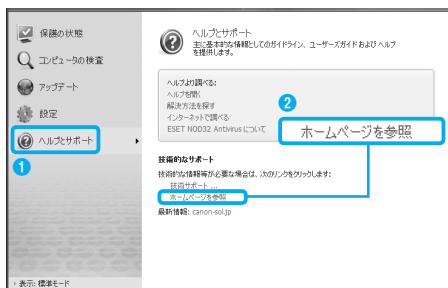 保護の状態
コンピュータの検査
アップデート
設定
ヘルプとサポート
1
表示: 標準モード
ヘルプとサポート
主に基本的な情報としてのガイドライン、ユーザーズガイド および ヘルプ
を提供します。
ヘルプより調べる:
ヘルプを開く
解決方法を探す
インターネットで調べる
ESET NOD32 Antivirus について
2
ホームページを参照
技術的なサポート
技術的な情報等が必要な場合は、次のリンクをクリックします:
技術サポート ...
ホームページを参照
最新情報: canon-sol.jp